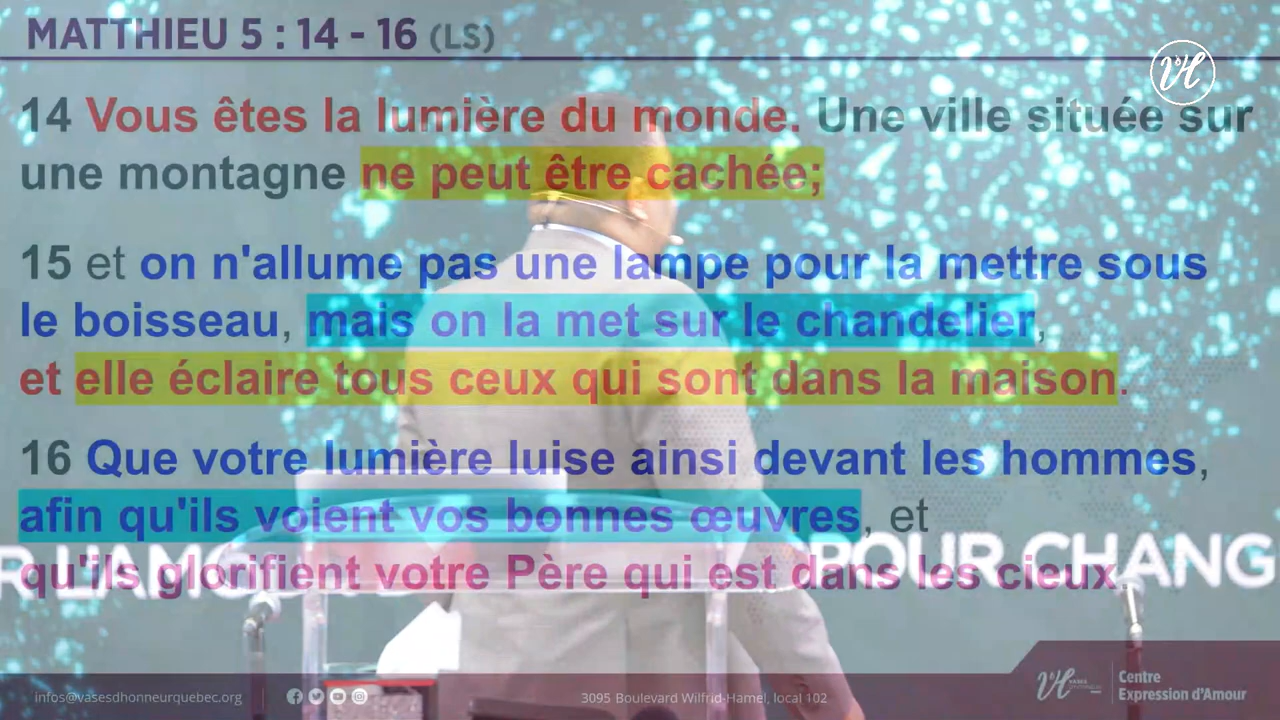 MATTHIEU 5 : 14 - 16 (LS)
VH
14 Vous êtes la lumière du monde. Une ville située sur
une montagne ne peut être cachée;
15 et on n'allume pas une lampe pour la mettre sous
le boisseau, mais on la met sur le chandelier,
et elle éclaire tous ceux qui sont dans la maison.
16 Que votre lumière luise ainsi devant les hommes,
afin qu'ils voient vos bonnes œuvres, et
qu'ils glorifient votre Père qui est dans les cieux.
R L'AMO POUR CHANG
infos@vasesdhonneurquebec.org
3095 Boulevard Wilfrid-Hamel, local 102
VH
Centre
Expression d'Amour